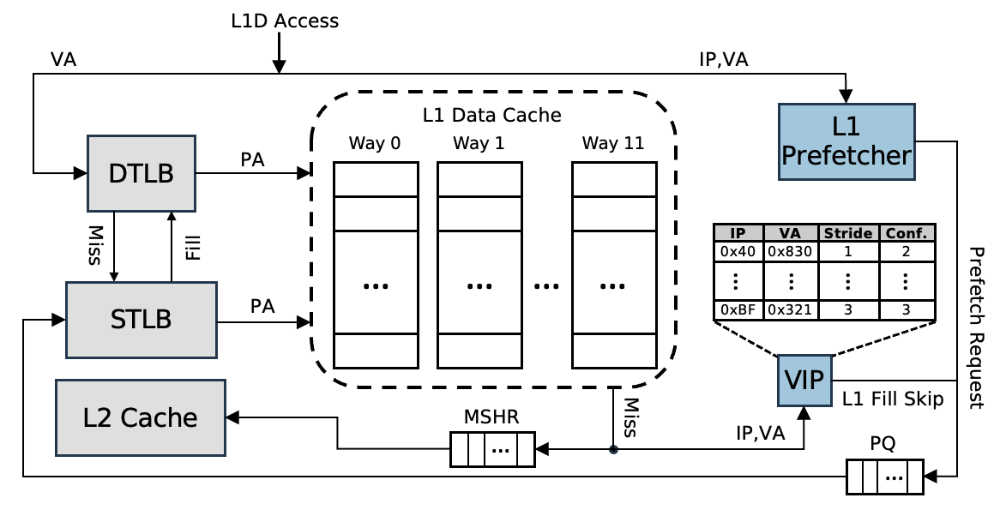 L1D Access
VA
IP,VA
L1 Data Cache
L1
Prefetcher
Way 0
Way 1
Way 11
DTLB
PA
Miss
Fill
IP VA Stride Conf.
0x40 0x830 1 2
⋮ ⋮ ⋮ ⋮
0xBF 0x321 3 3
... ... ... ...
Prefetch Request
STLB
PA
VIP
L1 Fill Skip
L2 Cache
Miss
MSHR
...
IP,VA
PQ
...